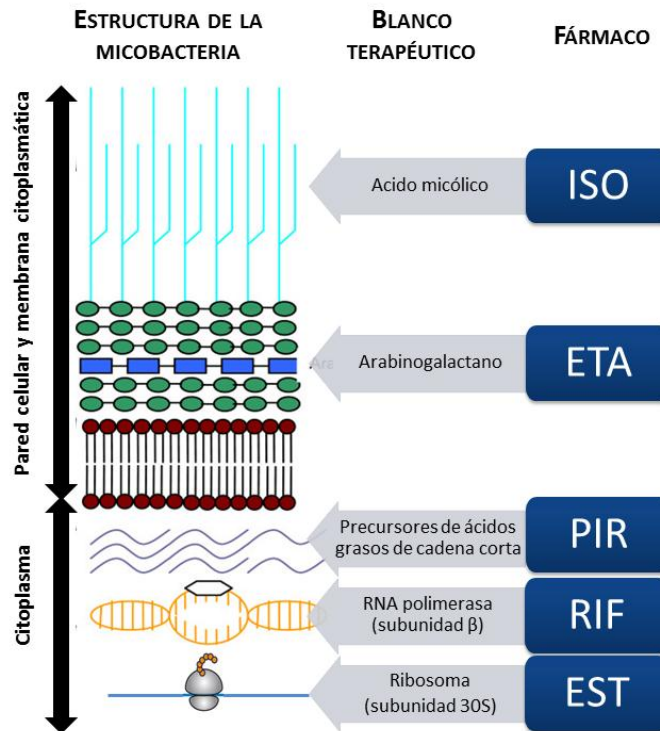 ESTRUCTURA DE LA
MICOBACTERIA
BLANCO
TERAPÉUTICO
FÁRMACO
Pared celular y membrana citoplasmática
Acido micólico
ISO
Arabinogalactano
ETA
Citoplasma
Precursores de ácidos
grasos de cadena corta
PIR
RNA polimerasa
(subunidad β)
RIF
Ribosoma
(subunidad 30S)
EST